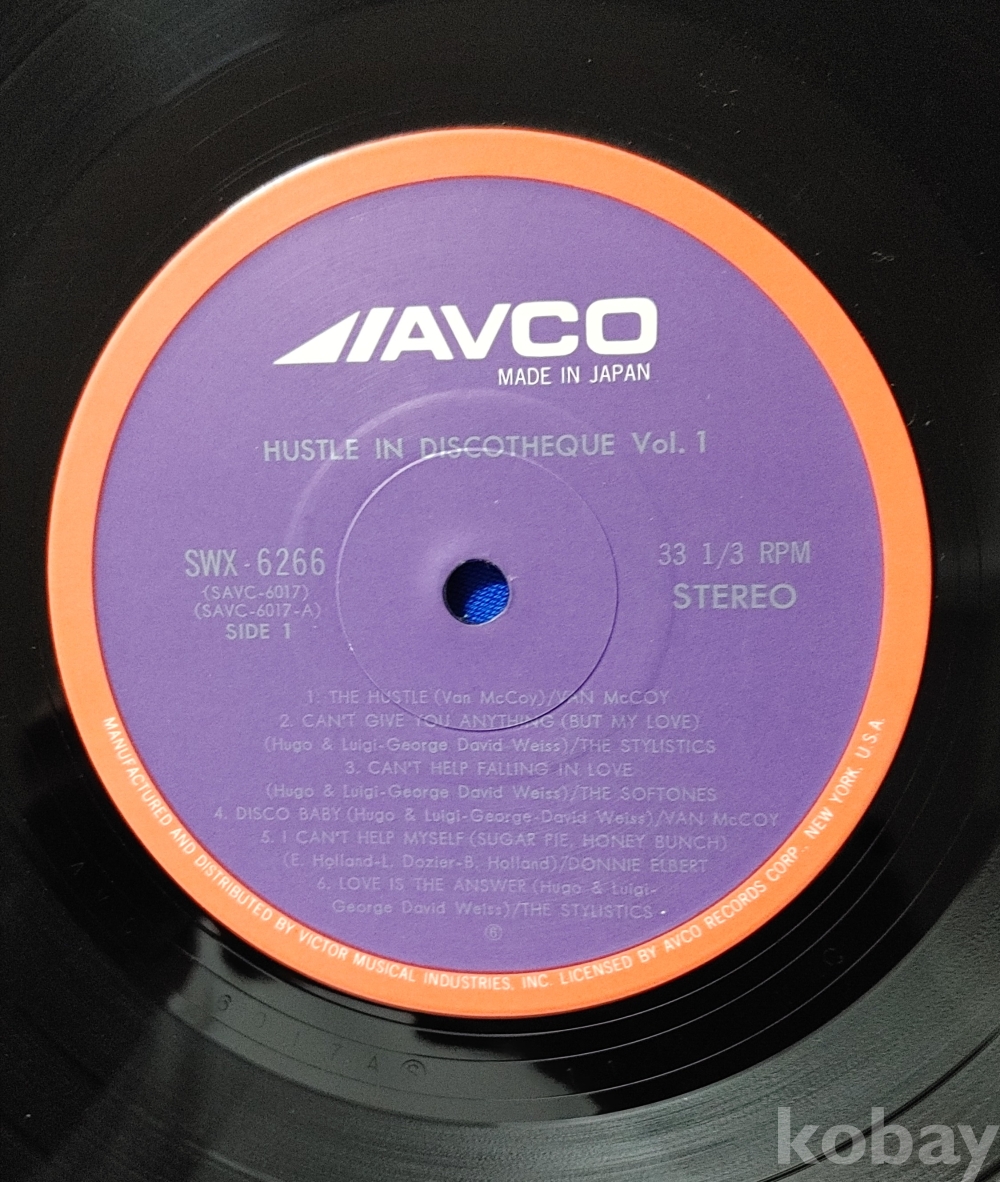 AVCO
MADE IN JAPAN
HUSTLE IN DISCOTHEQUE Vol. 1
SWX-6266
(SAVC-6017)
(SAVC-6017-A)
SIDE 1
33 1/3 RPM
STEREO
1. THE HUSTLE (Van McCoy)/VAN McCOY
2. CAN'T GIVE YOU ANYTHING (BUT MY LOVE)
(Hugo & Luigi-George David Weiss)/THE STYLISTICS
3. CAN'T HELP FALLING IN LOVE
(Hugo & Luigi-George David Weiss)/THE SOFTONES
4. DISCO BABY (Hugo & Luigi-George David Weiss)/VAN McCOY
5. I CAN'T HELP MYSELF (SUGAR PIE, HONEY BUNCH)
(E. Holland-L. Dozier-B. Holland)/DONNIE ELBERT
6. LOVE IS THE ANSWER (Hugo & Luigi-
George David Weiss)/THE STYLISTICS
6
MANUFACTURED AND DISTRIBUTED BY VICTOR MUSICAL INDUSTRIES, INC. LICENSED BY AVCO RECORDS CORP., NEW YORK, U.S.A.
6017A
kobay